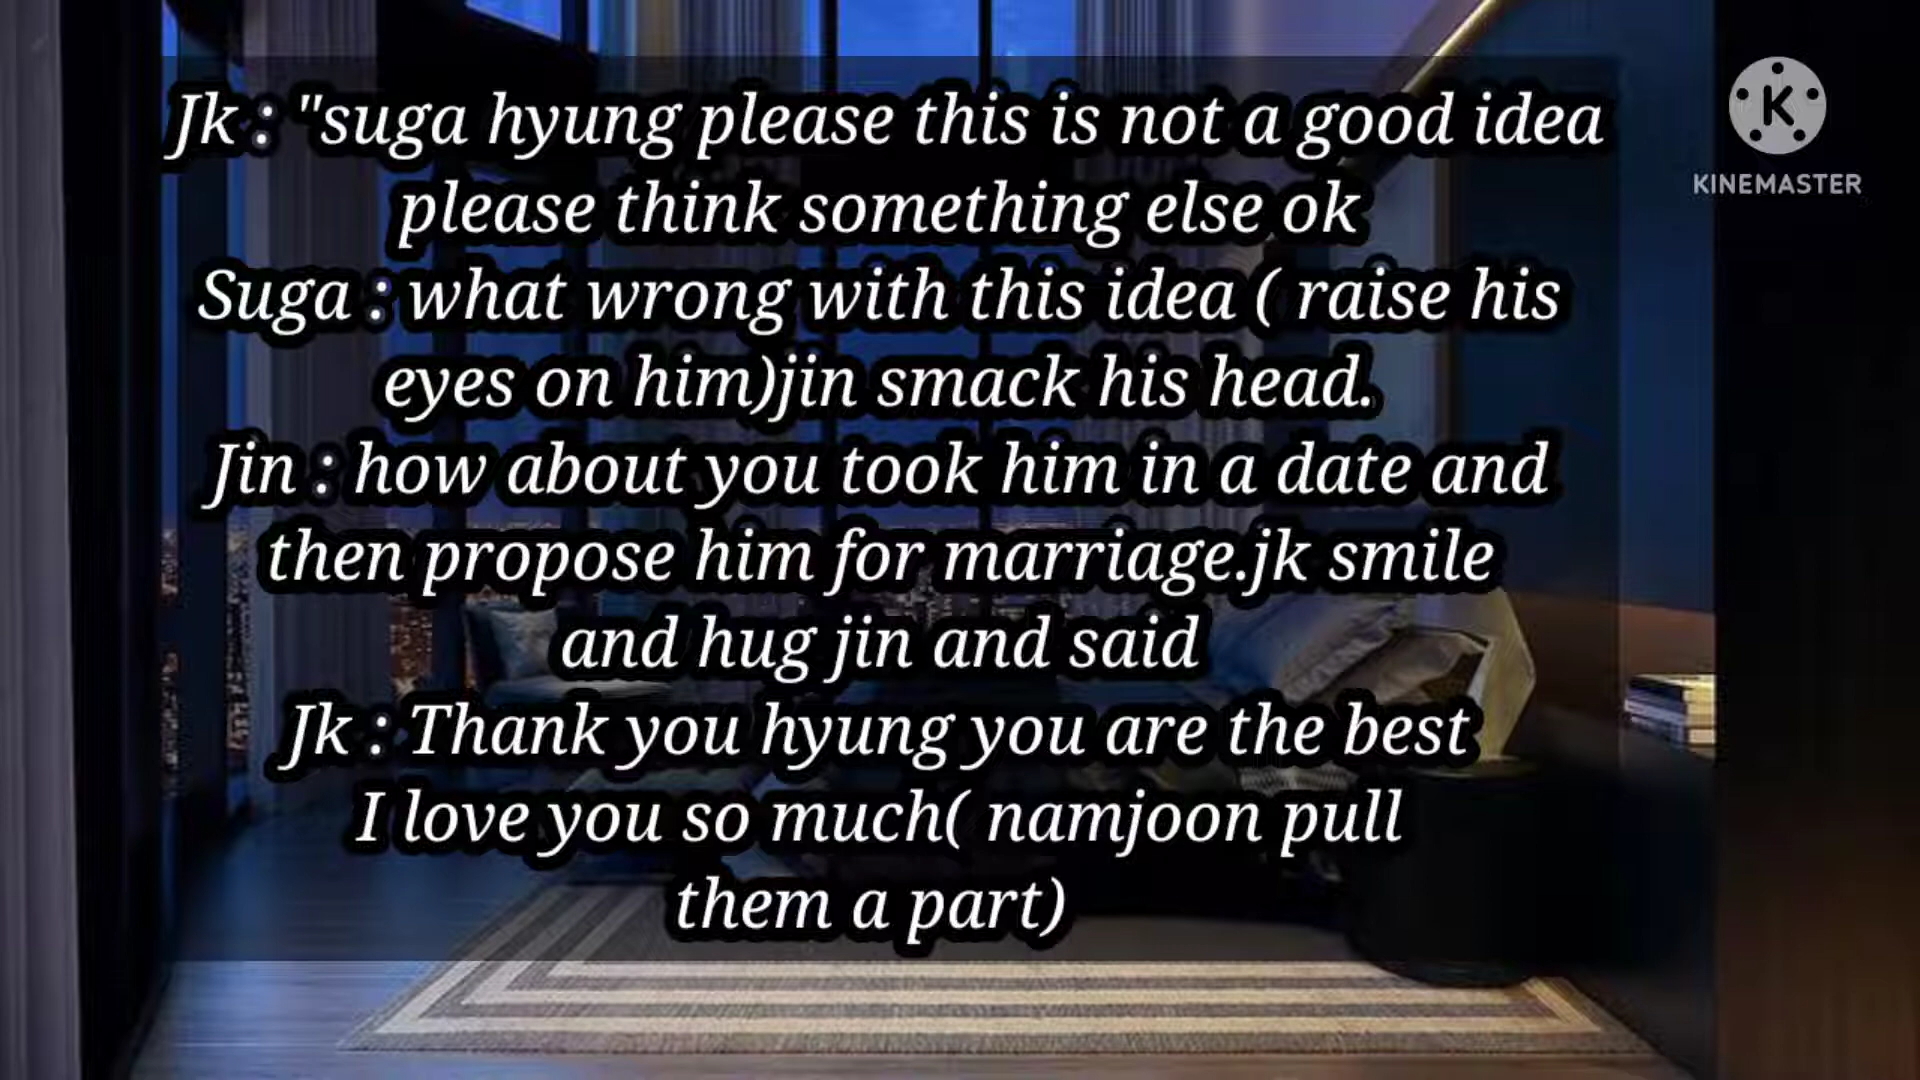 Jk : "suga hyung please this is not a good idea
please think something else ok
Suga : what wrong with this idea ( raise his
eyes on him)jin smack his head.
Jin : how about you took him in a date and
then propose him for marriage.jk smile
and hug jin and said
Jk : Thank you hyung you are the best
I love you so much( namjoon pull
them a part)
K
KINEMASTER